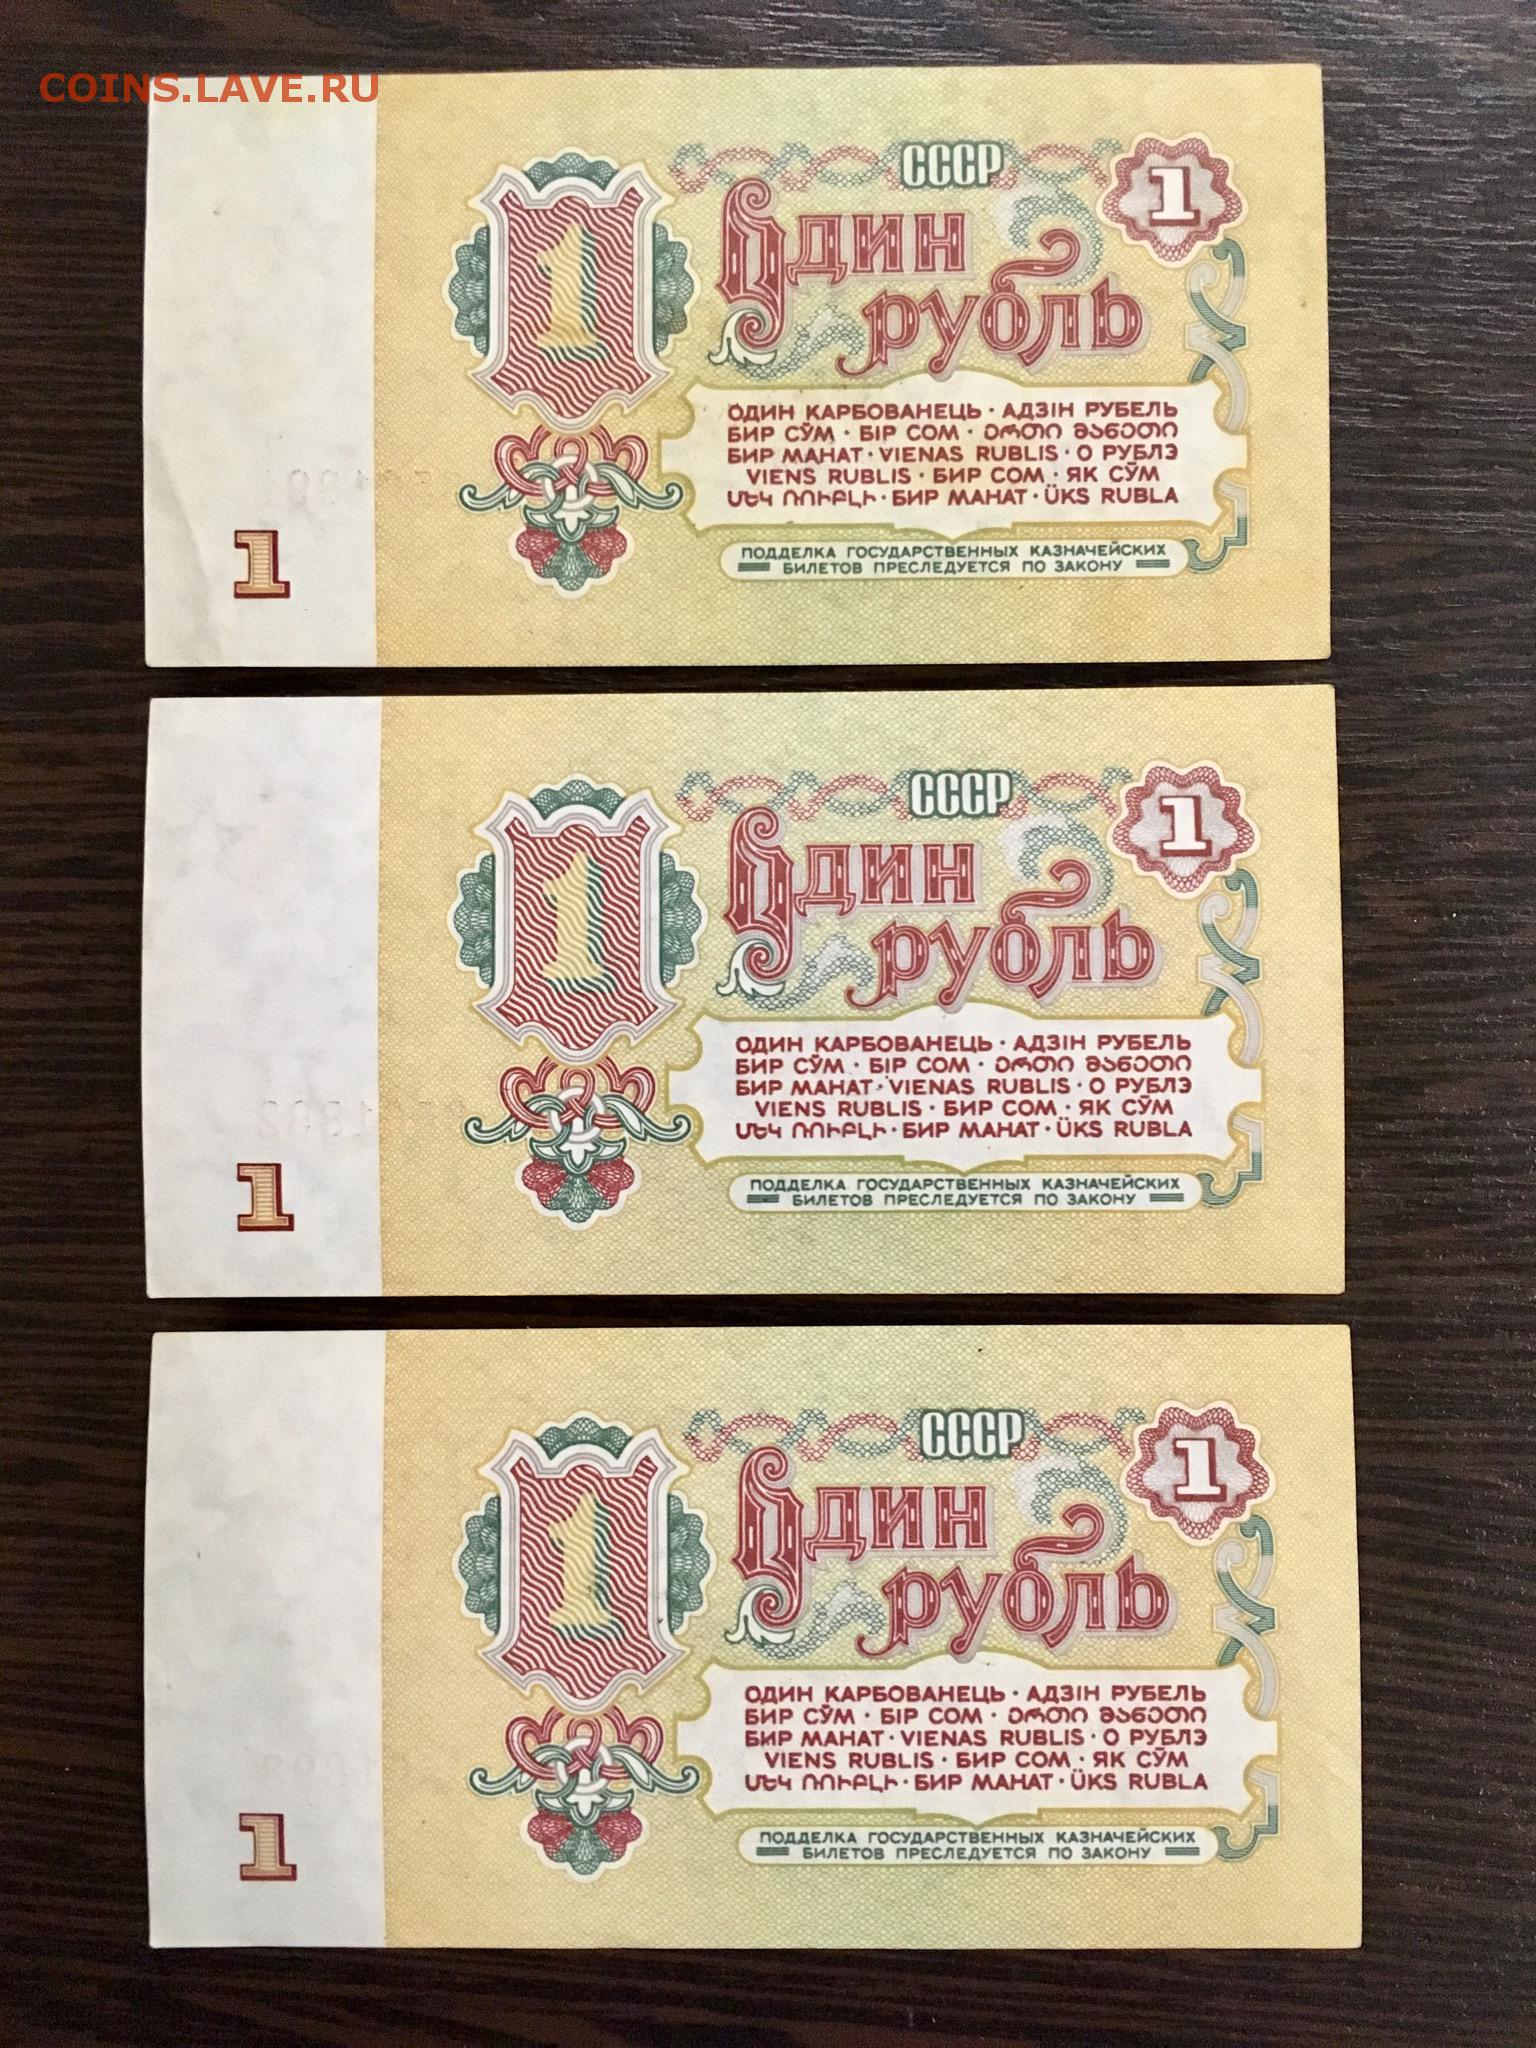 COINS.LAVE.RU
СССР
1
1
Один
рубль
ОДИН КАРБОВАНЕЦЬ · АДЗІН РУБЕЛЬ
БИР СЎМ · БІР СОМ · ᲔᲠᲗᲘ ᲛᲐᲜᲔᲗᲘ
БИР МАНАТ · VIENAS RUBLIS · О РУБЛЭ
VIENS RUBLIS · БИР СОМ · ЯК СӮМ
ՄԵԿ ՌՈՒԲԼԻ · БИР МАНАТ · ÜKS RUBLA
1
ПОДДЕЛКА ГОСУДАРСТВЕННЫХ КАЗНАЧЕЙСКИХ
БИЛЕТОВ ПРЕСЛЕДУЕТСЯ ПО ЗАКОНУ
СССР
1
1
Один
рубль
ОДИН КАРБОВАНЕЦЬ · АДЗІН РУБЕЛЬ
БИР СЎМ · БІР СОМ · ᲔᲠᲗᲘ ᲛᲐᲜᲔᲗᲘ
БИР МАНАТ · VIENAS RUBLIS · О РУБЛЭ
VIENS RUBLIS · БИР СОМ · ЯК СӮМ
ՄԵԿ ՌՈՒԲԼԻ · БИР МАНАТ · ÜKS RUBLA
1
ПОДДЕЛКА ГОСУДАРСТВЕННЫХ КАЗНАЧЕЙСКИХ
БИЛЕТОВ ПРЕСЛЕДУЕТСЯ ПО ЗАКОНУ
СССР
1
1
Один
рубль
ОДИН КАРБОВАНЕЦЬ · АДЗІН РУБЕЛЬ
БИР СЎМ · БІР СОМ · ᲔᲠᲗᲘ ᲛᲐᲜᲔᲗᲘ
БИР МАНАТ · VIENAS RUBLIS · О РУБЛЭ
VIENS RUBLIS · БИР СОМ · ЯК СӮМ
ՄԵԿ ՌՈՒԲԼԻ · БИР МАНАТ · ÜKS RUBLA
1
ПОДДЕЛКА ГОСУДАРСТВЕННЫХ КАЗНАЧЕЙСКИХ
БИЛЕТОВ ПРЕСЛЕДУЕТСЯ ПО ЗАКОНУ